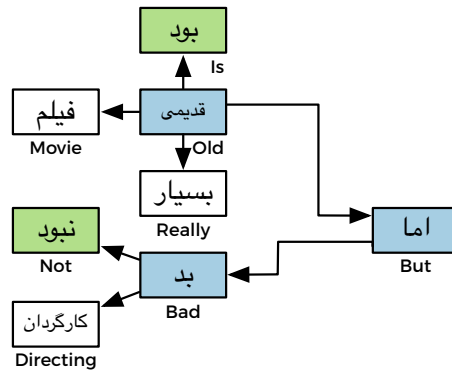 بود
Is
فیلم
Movie
قدیمی
Old
بسیار
Really
اما
But
نبود
Not
بد
Bad
کارگردان
Directing